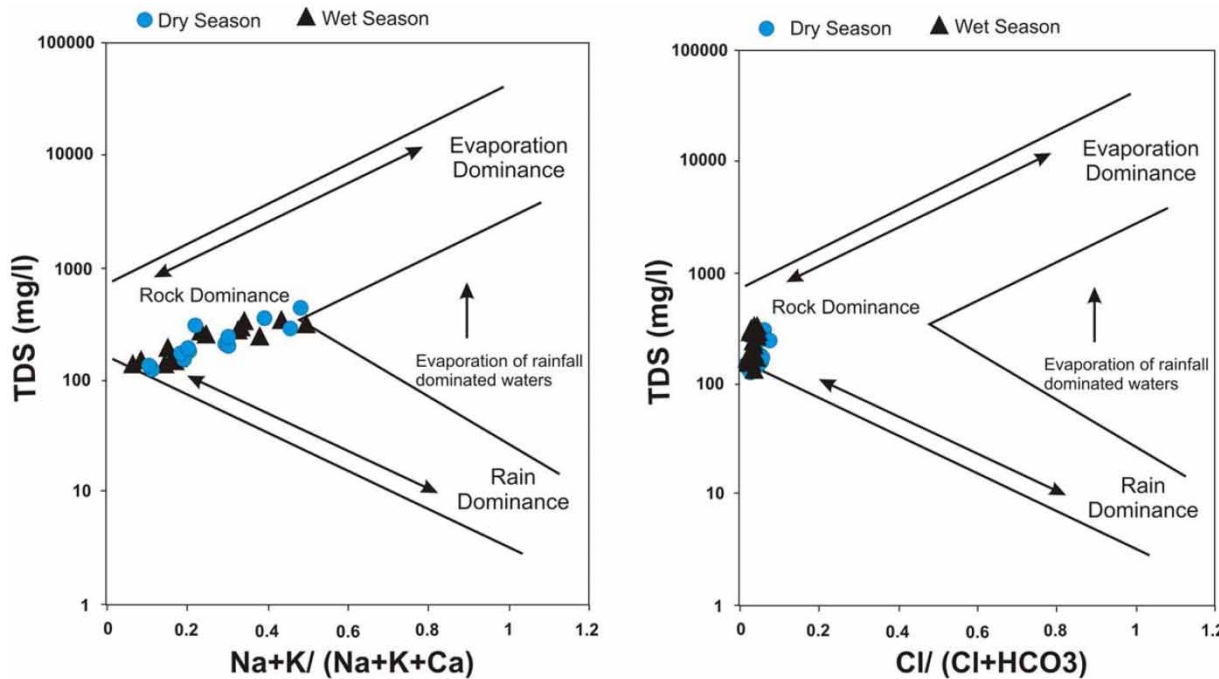 Dry Season
Wet Season
100000
10000
1000
100
10
1
TDS (mg/l)
Evaporation
Dominance
Rock Dominance
Evaporation of rainfall
dominated waters
Rain
Dominance
0
0.2
0.4
0.6
0.8
1
1.2
Na+K/ (Na+K+Ca)
Dry Season
Wet Season
100000
10000
1000
100
10
1
TDS (mg/l)
Evaporation
Dominance
Rock Dominance
Evaporation of rainfall
dominated waters
Rain
Dominance
0
0.2
0.4
0.6
0.8
1
1.2
Cl/ (Cl+HCO3)